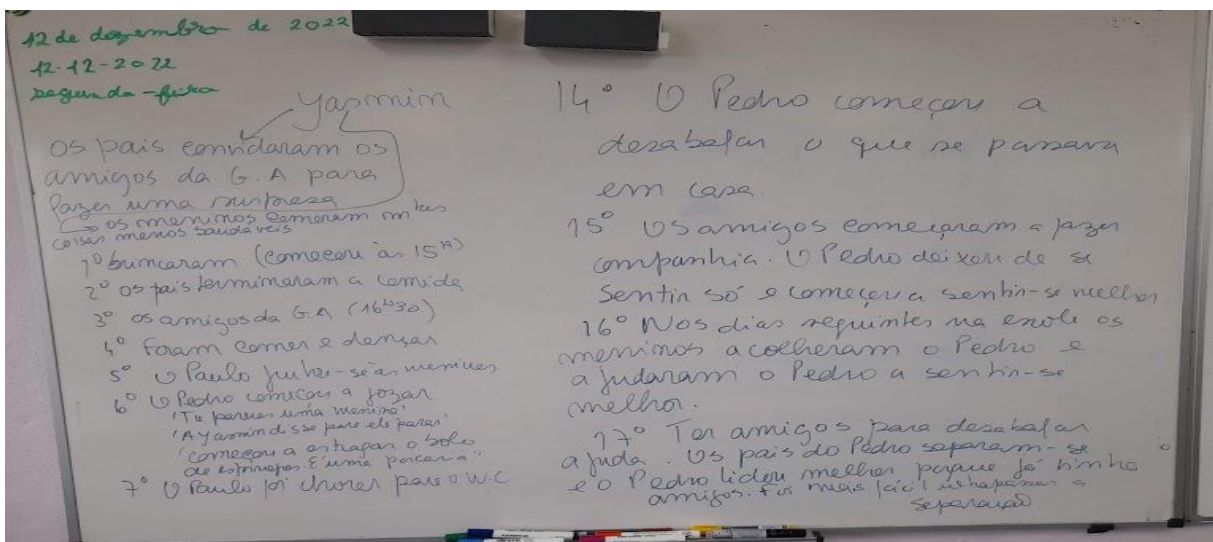 12 de dezembro de 2022
12-12-2022
Segunda-feira
Yasmim
Os pais convidaram os
amigos da G.A para
fazer uma surpresa
os meninos comeram
coisas menos saudáveis
1º brincaram (começou às 15H)
2º os pais terminaram a comida
3º os amigos da G.A (16H30)
4º Foram comer e dançar
5º O Paulo juntou-se às meninas
6º O Pedro começou a gozar
'Tu pareces uma menina'
'A Yasmin disse para ele parar'
'começou a estragar o bolo
de espinafres. É uma porcaria"
7º O Paulo foi chorar para o W.C
14º O Pedro começou a
desabafar o que se passava
em casa.
15º Os amigos começaram a fazer
companhia. O Pedro deixou de se
sentir só e começou a sentir-se melhor
16º Nos dias seguintes na escola os
meninos acolheram o Pedro e
ajudaram o Pedro a sentir-se
melhor.
17º Ter amigos para desabafar
ajuda. Os pais do Pedro separam-se
e o Pedro lidou melhor porque já tinha
amigos. Foi mais fácil ultrapassar a
separação.